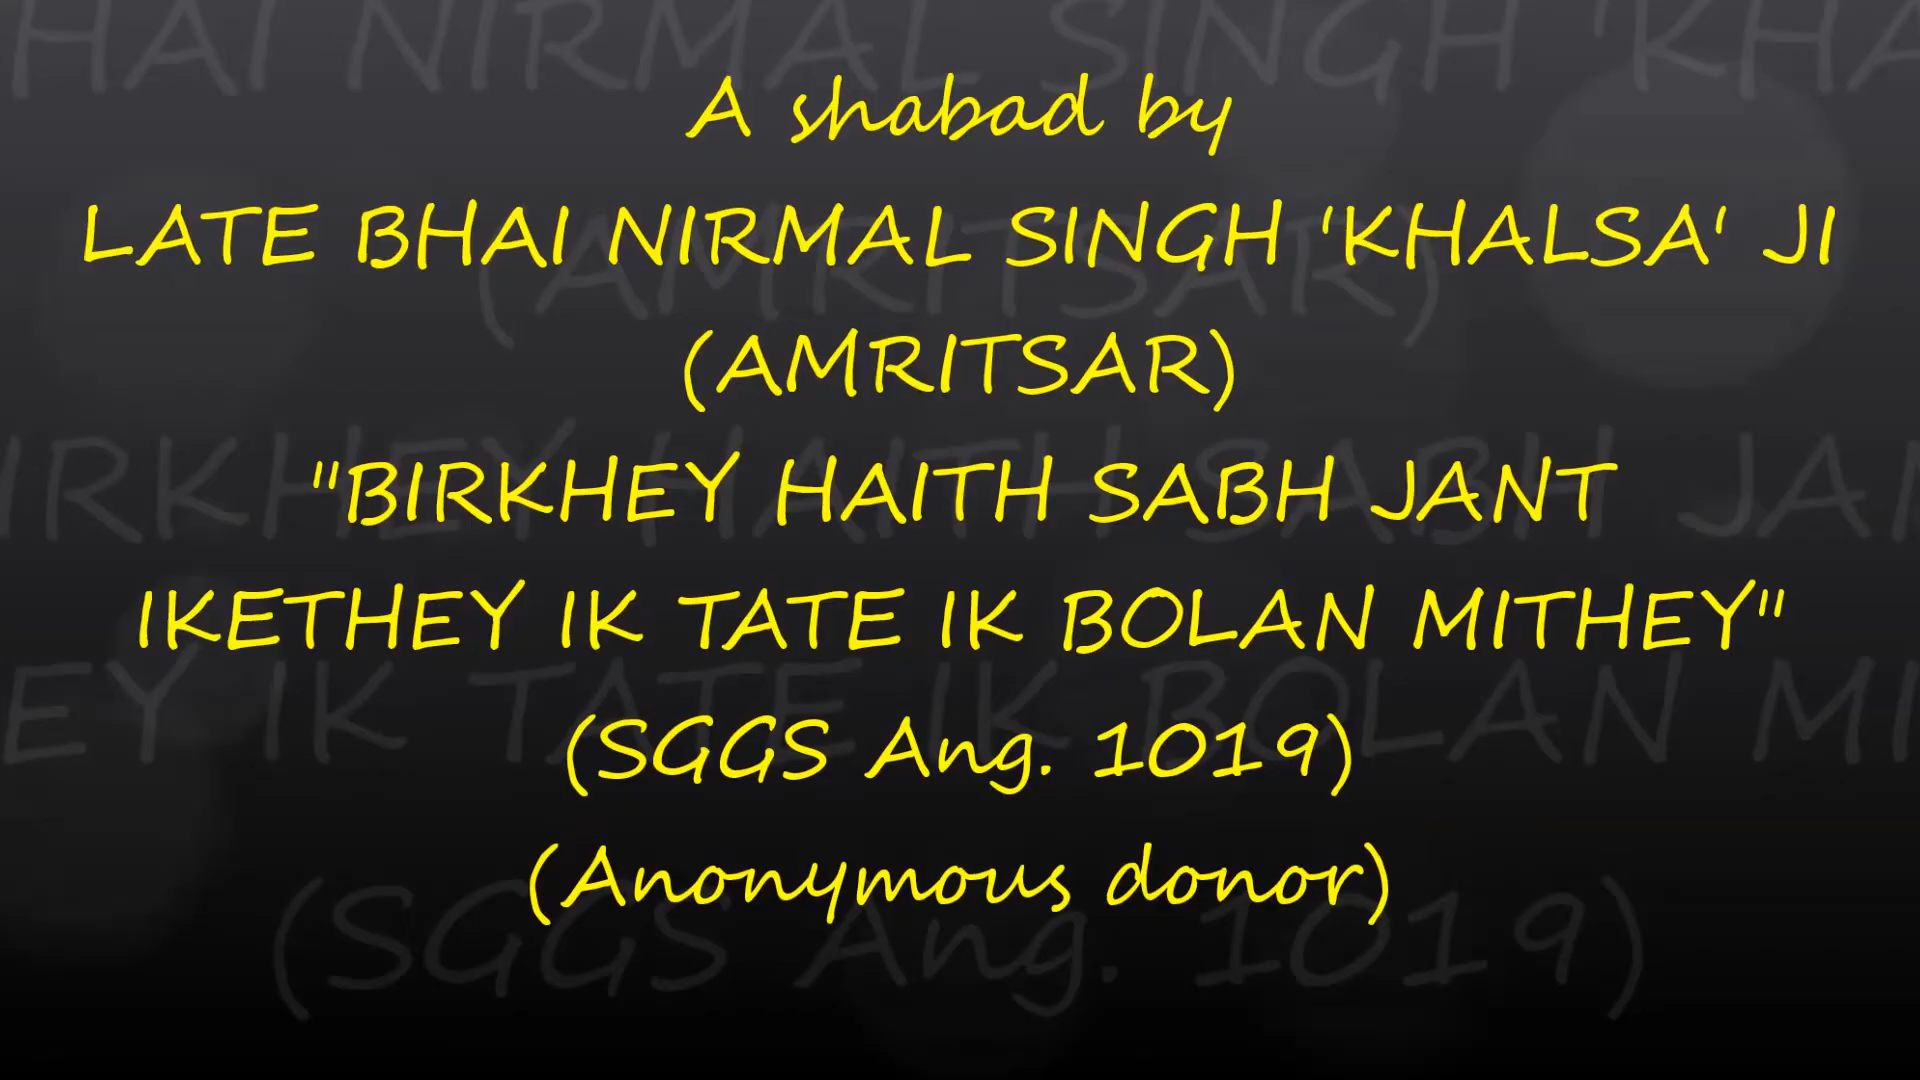 A shabad by
LATE BHAI NIRMAL SINGH 'KHALSA' JI
(AMRITSAR)
"BIRKHEY HAITH SABH JANT
IKETHEY IK TATE IK BOLAN MITHEY"
(SGGS Ang. 1019)
(Anonymous donor)